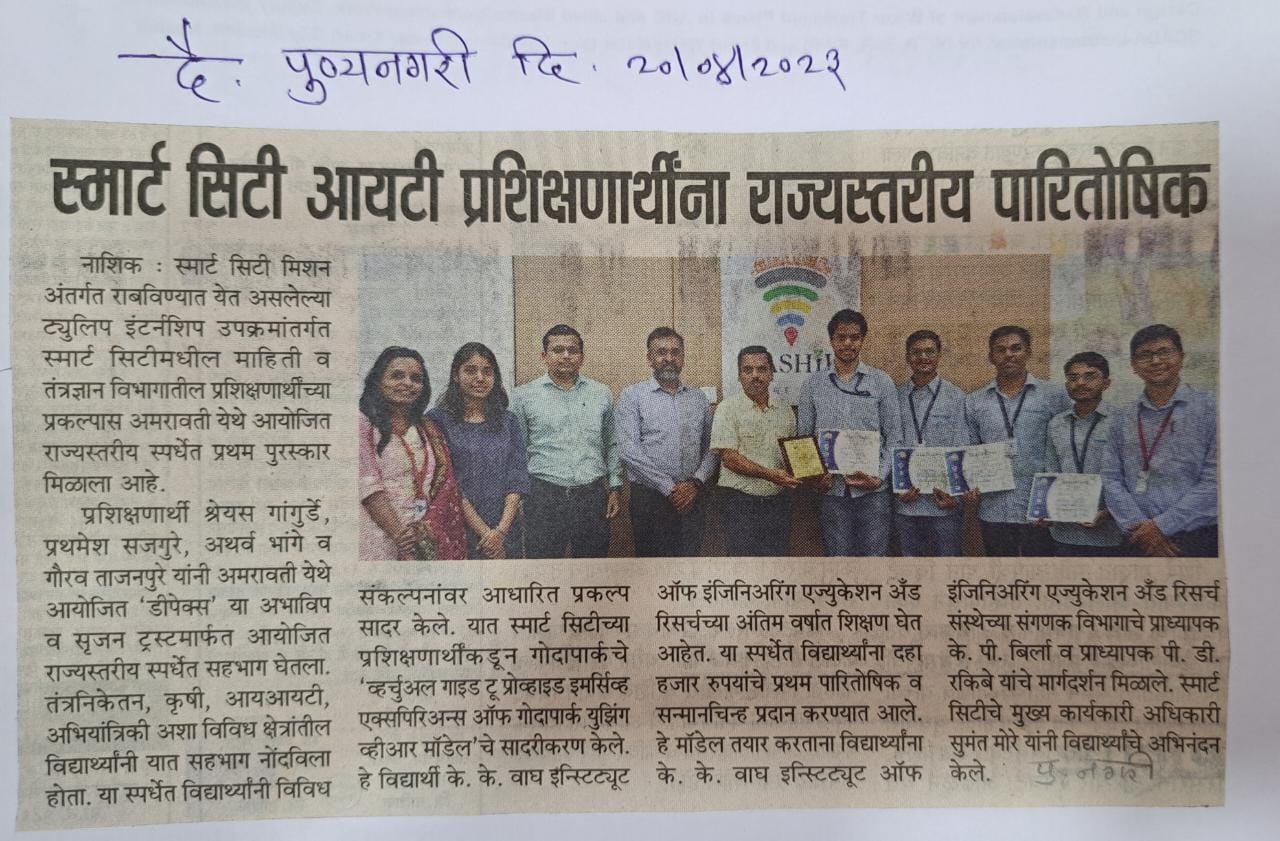 दै. पुण्यनगरी दि. २०/०४/२०२३
स्मार्ट सिटी आयटी प्रशिक्षणार्थींना राज्यस्तरीय पारितोषिक
नाशिक : स्मार्ट सिटी मिशन
अंतर्गत राबविण्यात येत असलेल्या
ट्युलिप इंटर्नशिप उपक्रमांतर्गत
स्मार्ट सिटीमधील माहिती व
तंत्रज्ञान विभागातील प्रशिक्षणार्थीच्या
प्रकल्पास अमरावती येथे आयोजित
राज्यस्तरीय स्पर्धेत प्रथम पुरस्कार
मिळाला आहे.
प्रशिक्षणार्थी श्रेयस गांगुर्डे,
प्रथमेश सजगुरे, अथर्व भांगे व
गौरव ताजनपुरे यांनी अमरावती येथे
आयोजित ‘डीपेक्स’ या अभाविप
व सृजन ट्रस्टमार्फत आयोजित
राज्यस्तरीय स्पर्धेत सहभाग घेतला.
तंत्रनिकेतन, कृषी, आयआयटी,
अभियांत्रिकी अशा विविध क्षेत्रांतील
विद्यार्थ्यांनी यात सहभाग नोंदविला
होता. या स्पर्धेत विद्यार्थ्यांनी विविध
संकल्पनांवर आधारित प्रकल्प
सादर केले. यात स्मार्ट सिटीच्या
प्रशिक्षणार्थींकडून गोदापार्कचे
‘व्हर्चुअल गाइड टू प्रोव्हाइड इमर्सिव्ह
एक्सपिरिअन्स ऑफ गोदापार्क युझिंग
व्हीआर मॉडेल’चे सादरीकरण केले.
हे विद्यार्थी के. के. वाघ इन्स्टिट्यूट
ऑफ इंजिनिअरिंग एज्युकेशन अँड
रिसर्चच्या अंतिम वर्षात शिक्षण घेत
आहेत. या स्पर्धेत विद्यार्थ्यांना दहा
हजार रुपयांचे प्रथम पारितोषिक व
सन्मानचिन्ह प्रदान करण्यात आले.
हे मॉडेल तयार करताना विद्यार्थ्यांना
के. के. वाघ इन्स्टिट्यूट ऑफ
इंजिनिअरिंग एज्युकेशन अँड रिसर्च
संस्थेच्या संगणक विभागाचे प्राध्यापक
के. पी. बिर्ला व प्राध्यापक पी. डी.
रकिबे यांचे मार्गदर्शन मिळाले. स्मार्ट
सिटीचे मुख्य कार्यकारी अधिकारी
सुमंत मोरे यांनी विद्यार्थ्यांचे अभिनंदन
केले.